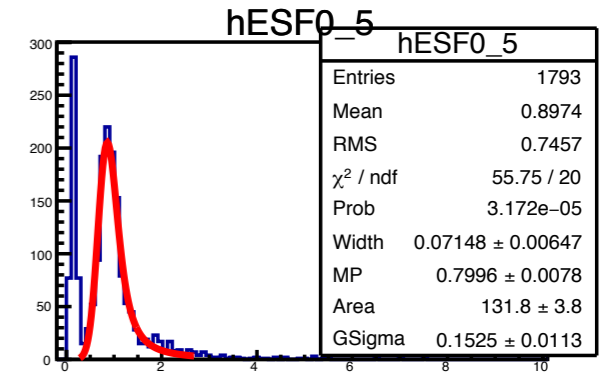 hESF0_5
hESF0_5
Entries 1793
Mean 0.8974
RMS 0.7457
χ² / ndf 55.75 / 20
Prob 3.172e−05
Width 0.07148 ± 0.00647
MP 0.7996 ± 0.0078
Area 131.8 ± 3.8
GSigma 0.1525 ± 0.0113
300
250
200
150
100
50
0
0 2 4 6 8 10